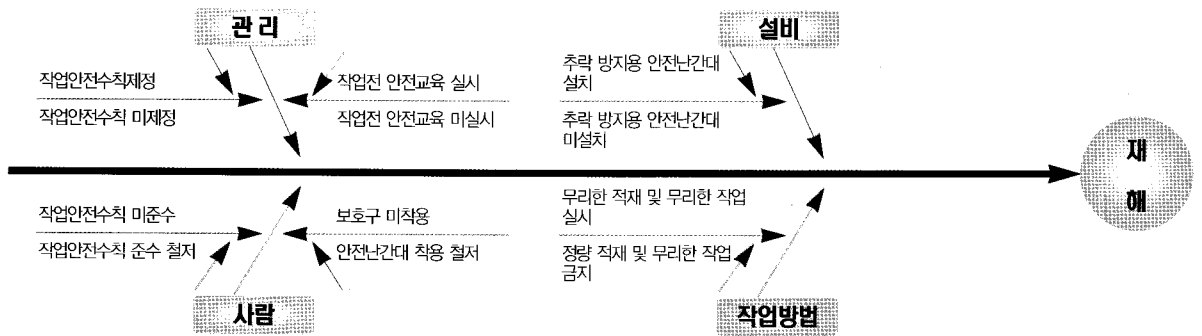 관 리
설비
작업안전수칙제정
작업안전수칙 미제정
작업전 안전교육 실시
작업전 안전교육 미실시
추락 방지용 안전난간대
설치
추락 방지용 안전난간대
미설치
재
해
작업안전수칙 미준수
작업안전수칙 준수 철저
보호구 미착용
안전난간대 착용 철저
무리한 적재 및 무리한 작업
실시
정량 적재 및 무리한 작업
금지
사람
작업방법